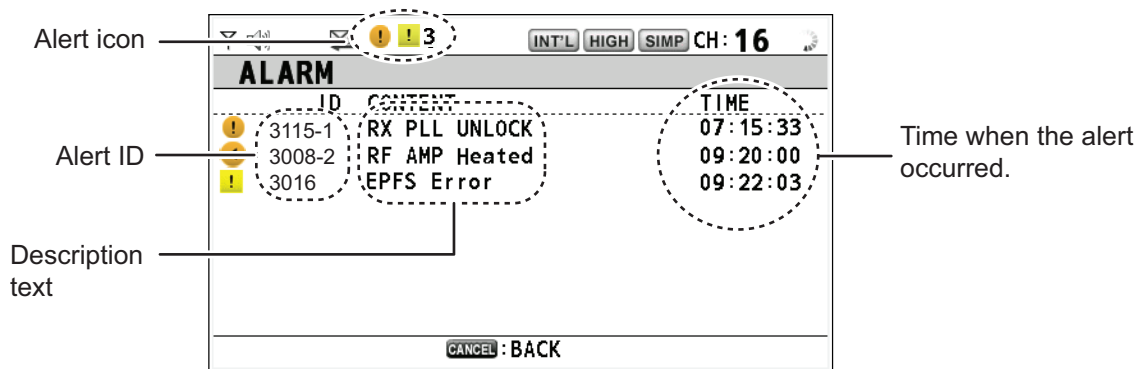 Alert icon
! ! 3 INT'L HIGH SIMP CH: 16
ALARM
ID CONTENT TIME
! 3115-1 RX PLL UNLOCK 07:15:33
3008-2 RF AMP Heated 09:20:00
! 3016 EPFS Error 09:22:03
Alert ID
Time when the alert
occurred.
Description
text
CANCEL : BACK